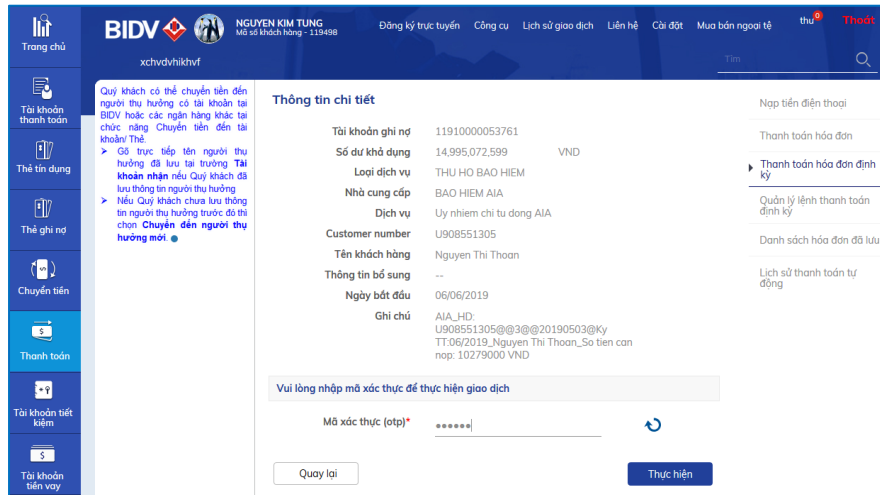 Trang chủ
Tài khoản
thanh toán
Thẻ tín dụng
Thẻ ghi nợ
Chuyển tiền
Thanh toán
Tài khoản tiết
kiệm
Tài khoản
tiền vay
BIDV
NGUYEN KIM TUNG
Mã số khách hàng - 119498
xchvdvhikhvf
Đăng ký trực tuyến Công cụ Lịch sử giao dịch Liên hệ Cài đặt Mua bán ngoại tệ thư 0 Thoát
Tìm
Quý khách có thể chuyển tiền đến
người thụ hưởng có tài khoản tại
BIDV hoặc các ngân hàng khác tại
chức năng Chuyển tiền đến tài
khoản/ Thẻ.
Gõ trực tiếp tên người thụ
hưởng đã lưu tại trường Tài
khoản nhận nếu Quý khách đã
lưu thông tin người thụ hưởng
Nếu Quý khách chưa lưu thông
tin người thụ hưởng trước đó thì
chọn Chuyển đến người thụ
hưởng mới.
Thông tin chi tiết
Tài khoản ghi nợ 11910000053761
Số dư khả dụng 14,995,072,599 VND
Loại dịch vụ THU HO BAO HIEM
Nhà cung cấp BAO HIEM AIA
Dịch vụ Uy nhiem chi tu dong AIA
Customer number U908551305
Tên khách hàng Nguyen Thi Thoan
Thông tin bổ sung --
Ngày bắt đầu 06/06/2019
Ghi chú AIA_HD:
U908551305@@3@@20190503@Ky
TT:06/2019_Nguyen Thi Thoan_So tien can
nop: 10279000 VND
Vui lòng nhập mã xác thực để thực hiện giao dịch
Mã xác thực (otp)* ●●●●●●
Quay lại Thực hiện
Nạp tiền điện thoại
Thanh toán hóa đơn
Thanh toán hóa đơn định
kỳ
Quản lý lệnh thanh toán
định kỳ
Danh sách hóa đơn đã lưu
Lịch sử thanh toán tự
động